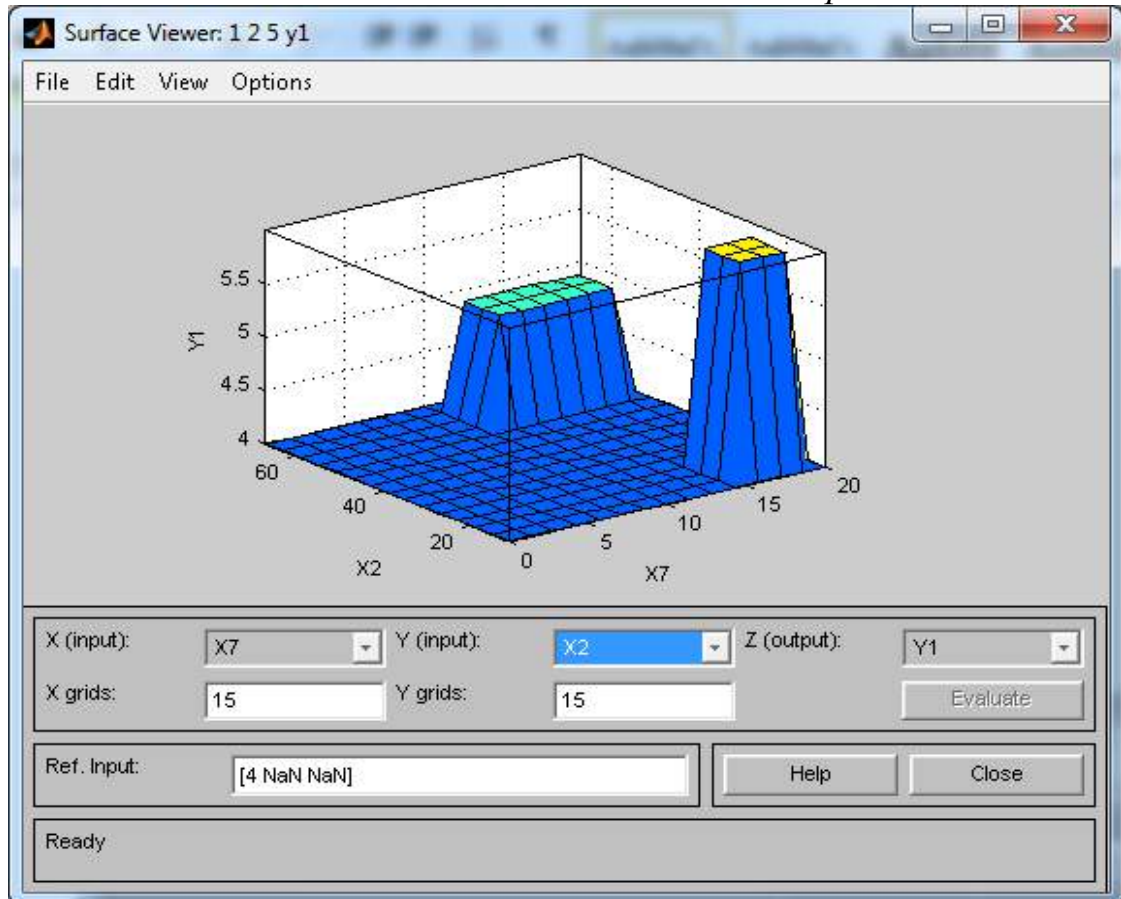 Surface Viewer: 1 2 5 y1
File Edit View Options
5.5
5
4.5
4
Y1
60
40
20
X2
0
5
10
15
20
X7
X (input): X7 Y (input): X2 Z (output): Y1
X grids: 15 Y grids: 15 Evaluate
Ref. Input: [4 NaN NaN] Help Close
Ready